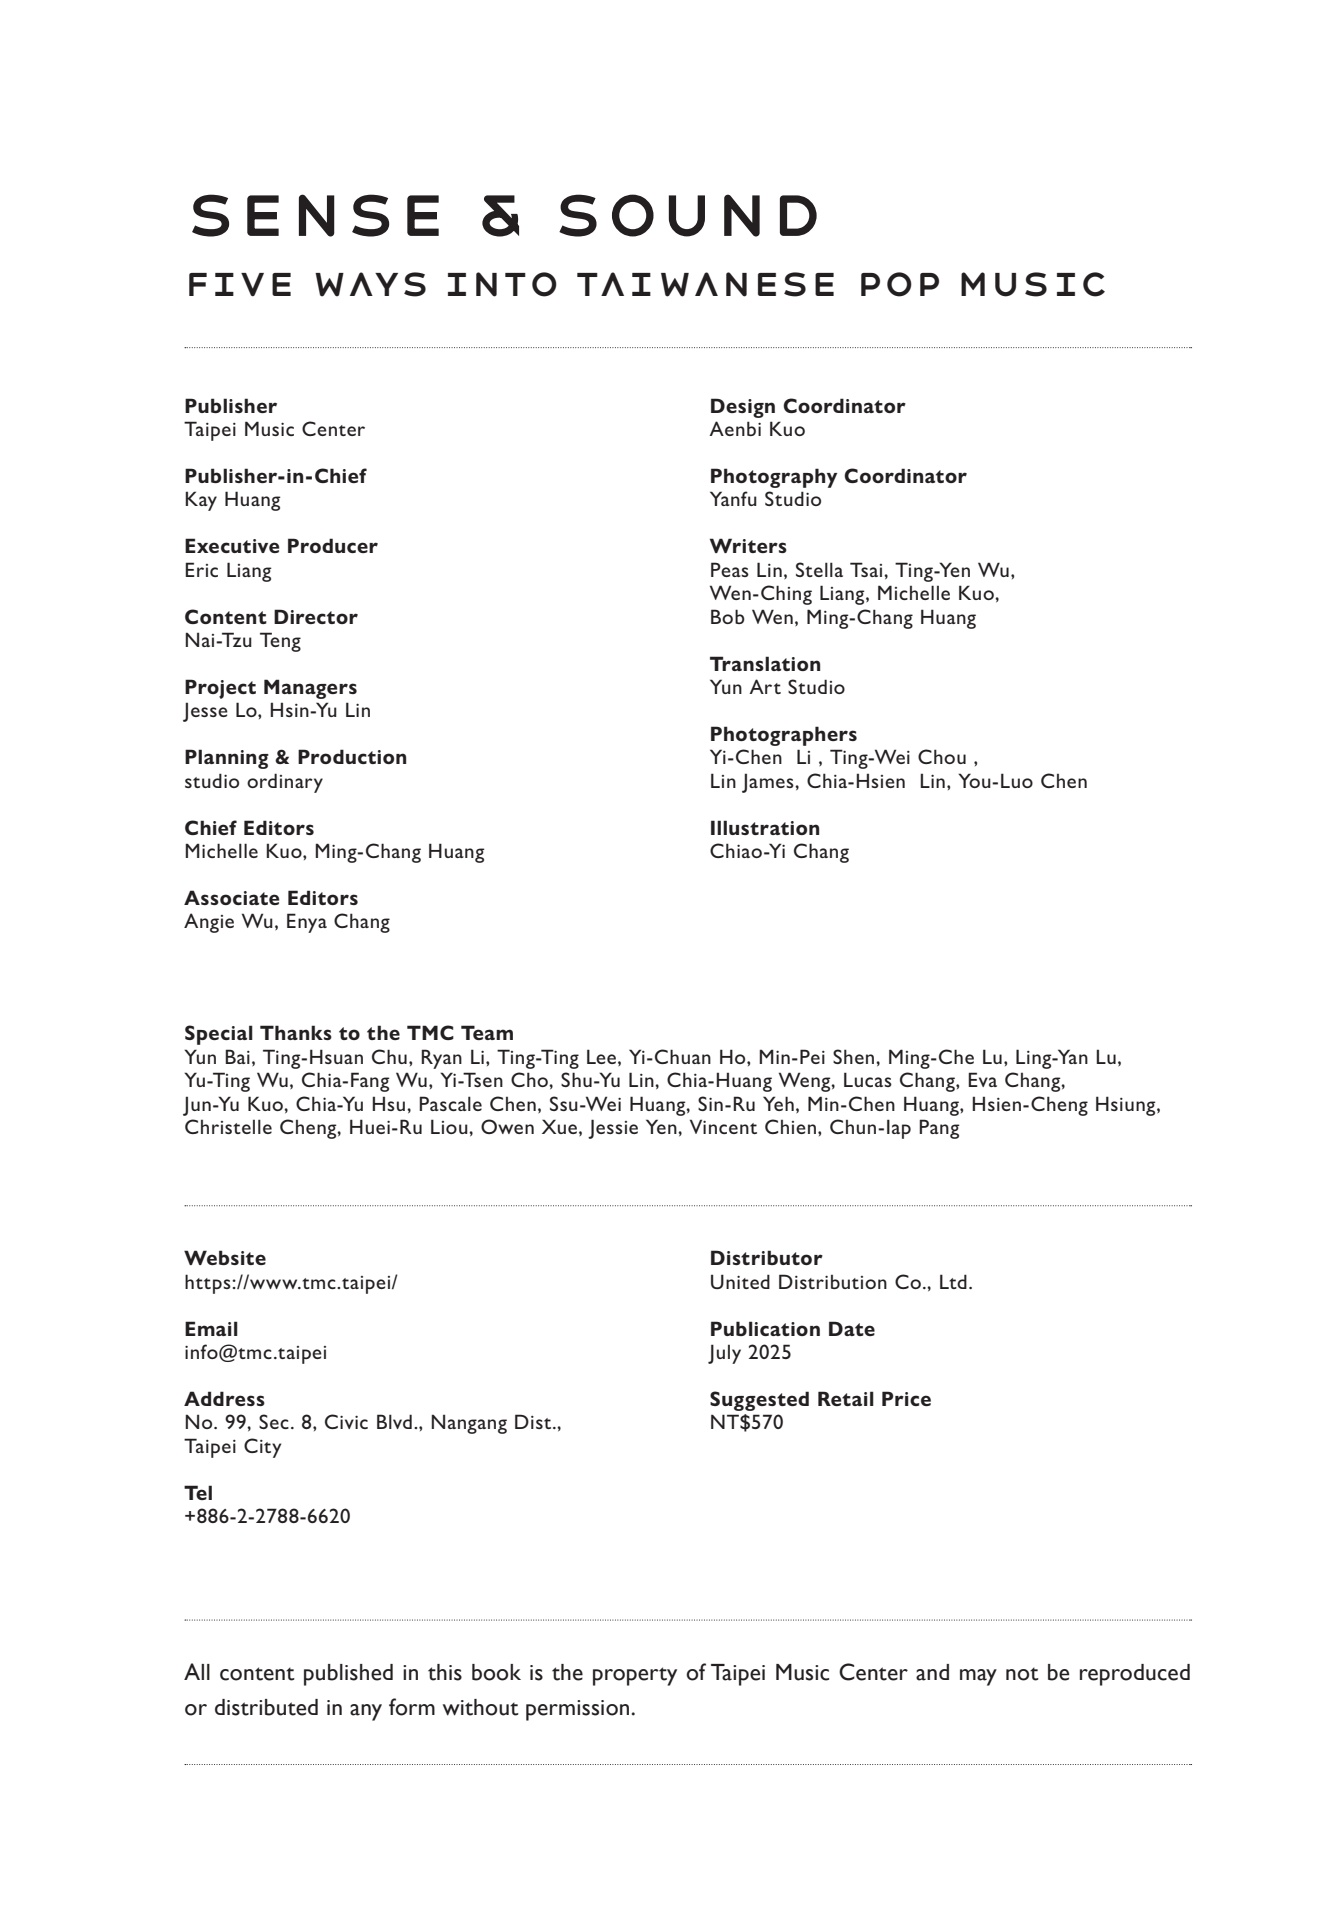 SENSE & SOUND
FIVE WAYS INTO TAIWANESE POP MUSIC
Publisher
Taipei Music Center
Publisher-in-Chief
Kay Huang
Executive Producer
Eric Liang
Content Director
Nai-Tzu Teng
Project Managers
Jesse Lo, Hsin-Yu Lin
Planning & Production
studio ordinary
Chief Editors
Michelle Kuo, Ming-Chang Huang
Associate Editors
Angie Wu, Enya Chang
Design Coordinator
Aenbi Kuo
Photography Coordinator
Yanfu Studio
Writers
Peas Lin, Stella Tsai, Ting-Yen Wu,
Wen-Ching Liang, Michelle Kuo,
Bob Wen, Ming-Chang Huang
Translation
Yun Art Studio
Photographers
Yi-Chen  Li , Ting-Wei Chou ,
Lin James, Chia-Hsien  Lin, You-Luo Chen
Illustration
Chiao-Yi Chang
Special Thanks to the TMC Team
Yun Bai, Ting-Hsuan Chu, Ryan Li, Ting-Ting Lee, Yi-Chuan Ho, Min-Pei Shen, Ming-Che Lu, Ling-Yan Lu,
Yu-Ting Wu, Chia-Fang Wu, Yi-Tsen Cho, Shu-Yu Lin, Chia-Huang Weng, Lucas Chang, Eva Chang,
Jun-Yu Kuo, Chia-Yu Hsu, Pascale Chen, Ssu-Wei Huang, Sin-Ru Yeh, Min-Chen Huang, Hsien-Cheng Hsiung,
Christelle Cheng, Huei-Ru Liou, Owen Xue, Jessie Yen, Vincent Chien, Chun-Iap Pang
Website
https://www.tmc.taipei/
Email
info@tmc.taipei
Address
No. 99, Sec. 8, Civic Blvd., Nangang Dist.,
Taipei City
Tel
+886-2-2788-6620
Distributor
United Distribution Co., Ltd.
Publication Date
July 2025
Suggested Retail Price
NT$570
All content published in this book is the property of Taipei Music Center and may not be reproduced
or distributed in any form without permission.